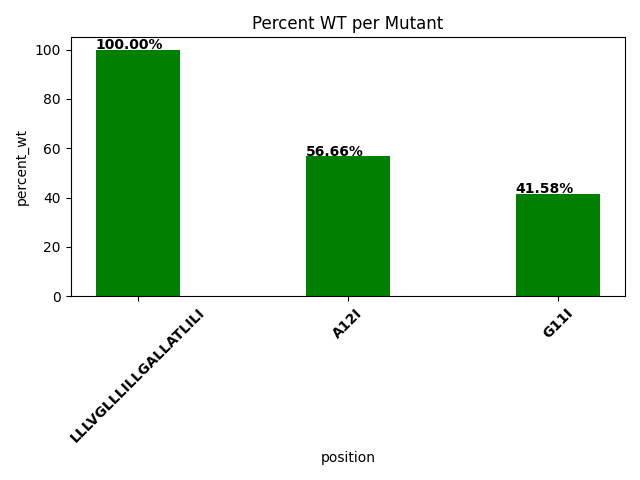 Percent WT per Mutant
percent_wt
100
80
60
40
20
0
100.00%
56.66%
41.58%
LLLVGLLLILLGALLATLILI
A12I
G11I
position